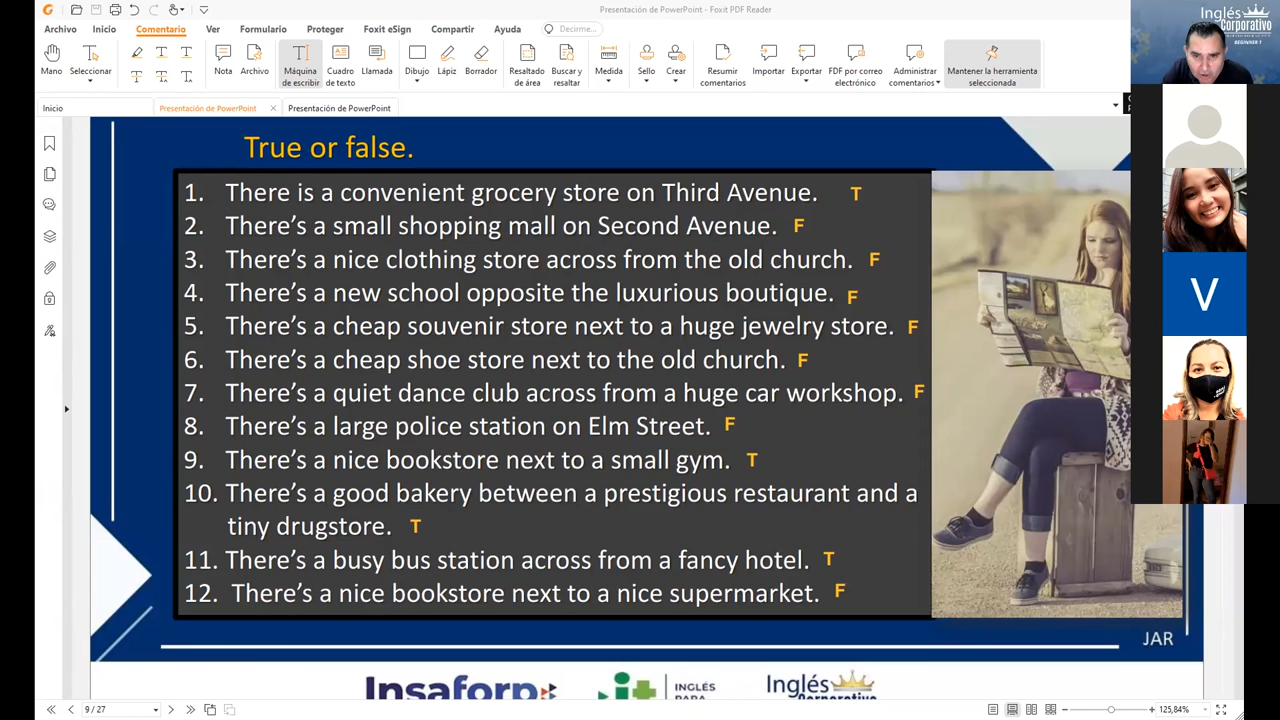 Presentación de PowerPoint - Foxit PDF Reader
Archivo Inicio Comentario Ver Formulario Proteger Foxit eSign Compartir Ayuda Decirme...
Mano Seleccionar Nota Archivo Máquina de escribir Cuadro de texto Llamada Dibujo Lápiz Borrador Resaltado de área Buscar y resaltar Medida Sello Crear Resumir comentarios Importar Exportar FDF por correo electrónico Administrar comentarios Mantener la herramienta seleccionada
Inicio Presentación de PowerPoint Presentación de PowerPoint
Inglés
Corporativo
BEGINNER 1
True or false.
1. There is a convenient grocery store on Third Avenue. T
2. There's a small shopping mall on Second Avenue. F
3. There's a nice clothing store across from the old church. F
4. There's a new school opposite the luxurious boutique. F
5. There's a cheap souvenir store next to a huge jewelry store. F
6. There's a cheap shoe store next to the old church. F
7. There's a quiet dance club across from a huge car workshop. F
8. There's a large police station on Elm Street. F
9. There's a nice bookstore next to a small gym. T
10. There's a good bakery between a prestigious restaurant and a
tiny drugstore. T
11. There's a busy bus station across from a fancy hotel. T
12. There's a nice bookstore next to a nice supermarket. F
V
JAR
Insaforp
INGLÉS
PARA
Inglés
Corporativo
9 / 27
125,84%